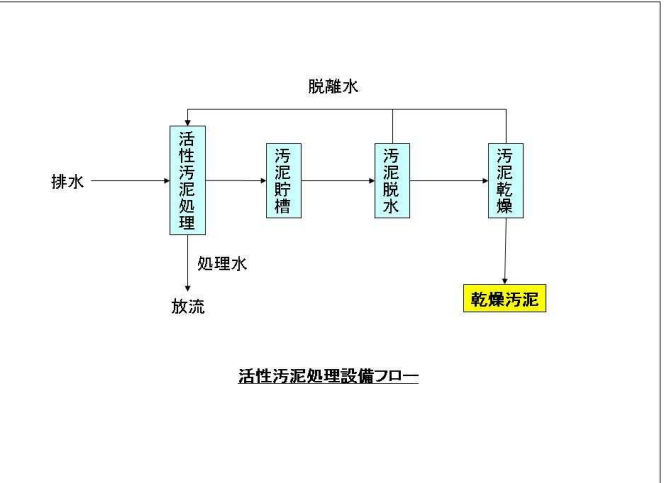 脱離水
排水
活性汚泥処理
汚泥貯槽
汚泥脱水
汚泥乾燥
処理水
放流
乾燥汚泥
活性汚泥処理設備フロー